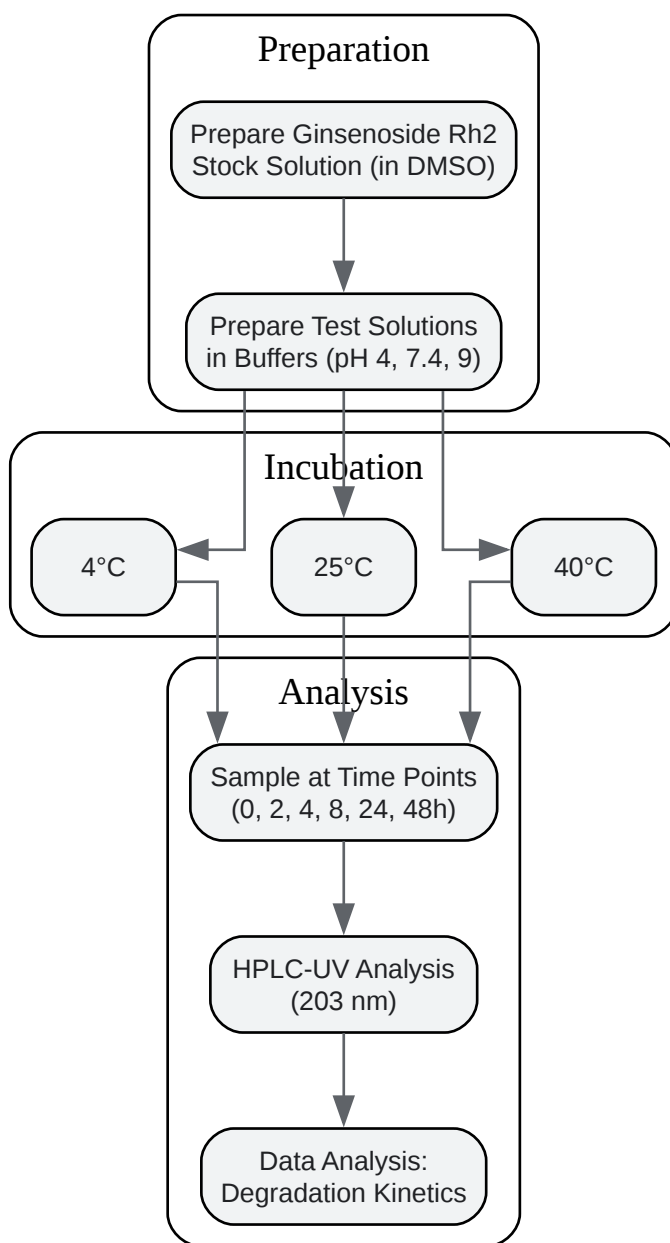 Preparation
Prepare Ginsenoside Rh2
Stock Solution (in DMSO)
Prepare Test Solutions
in Buffers (pH 4, 7.4, 9)
Incubation
4°C
25°C
40°C
Analysis
Sample at Time Points
(0, 2, 4, 8, 24, 48h)
HPLC-UV Analysis
(203 nm)
Data Analysis:
Degradation Kinetics